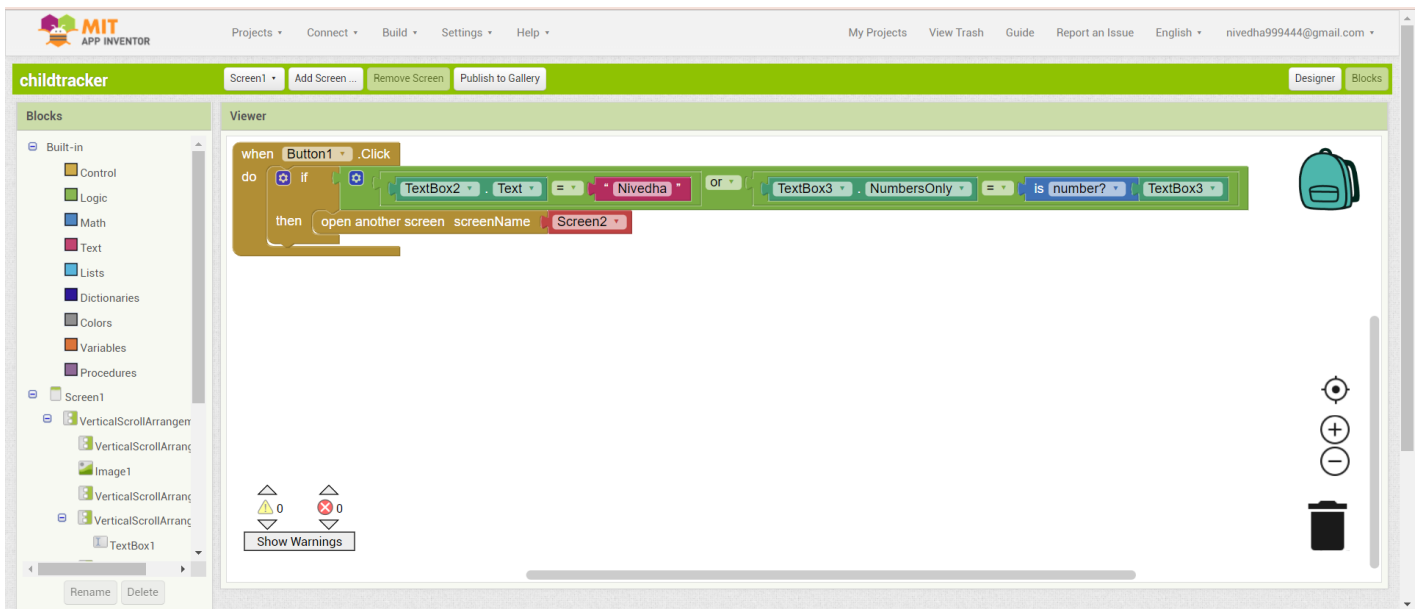 MIT
APP INVENTOR
Projects Connect Build Settings Help My Projects View Trash Guide Report an Issue English nivedha999444@gmail.com
childtracker Screen1 Add Screen ... Remove Screen Publish to Gallery Designer Blocks
Blocks
Built-in
Control
Logic
Math
Text
Lists
Dictionaries
Colors
Variables
Procedures
Screen1
VerticalScrollArrangem
VerticalScrollArrang
Image1
VerticalScrollArrang
VerticalScrollArrang
TextBox1
Rename Delete
Viewer
when Button1 .Click
do if TextBox2 . Text = " Nivedha " or TextBox3 . NumbersOnly = is number? TextBox3
then open another screen screenName Screen2
0 0
Show Warnings